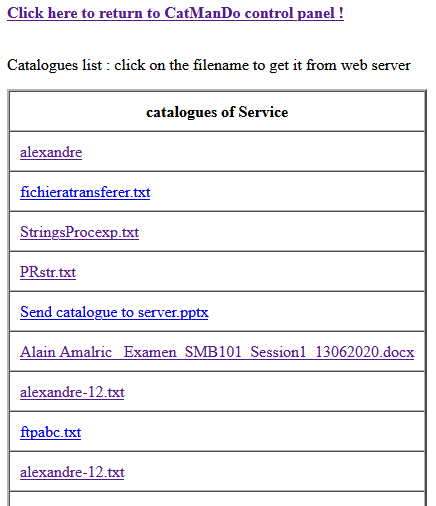 Click here to return to CatManDo control panel !
Catalogues list : click on the filename to get it from web server
catalogues of Service
alexandre
fichieratransferer.txt
StringsProcexp.txt
PRstr.txt
Send catalogue to server.pptx
Alain Amalric_ Examen_SMB101_Session1_13062020.docx
alexandre-12.txt
ftpabc.txt
alexandre-12.txt